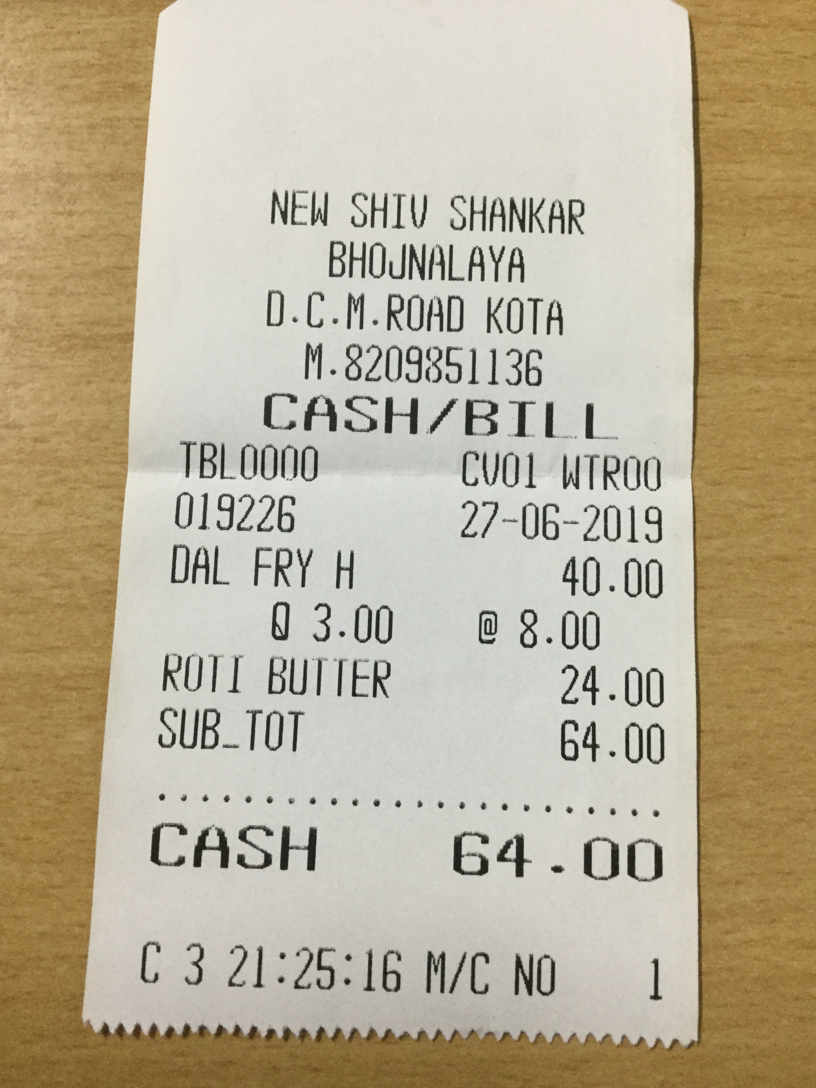 NEW SHIV SHANKAR
BHOJNALAYA
D.C.M.ROAD KOTA
M.8209851136
CASH/BILL
TBL0000 CV01 WTR00
019226 27-06-2019
DAL FRY H 40.00
Q 3.00 @ 8.00
ROTI BUTTER 24.00
SUB_TOT 64.00
........................
CASH 64.00
C 3 21:25:16 M/C NO 1